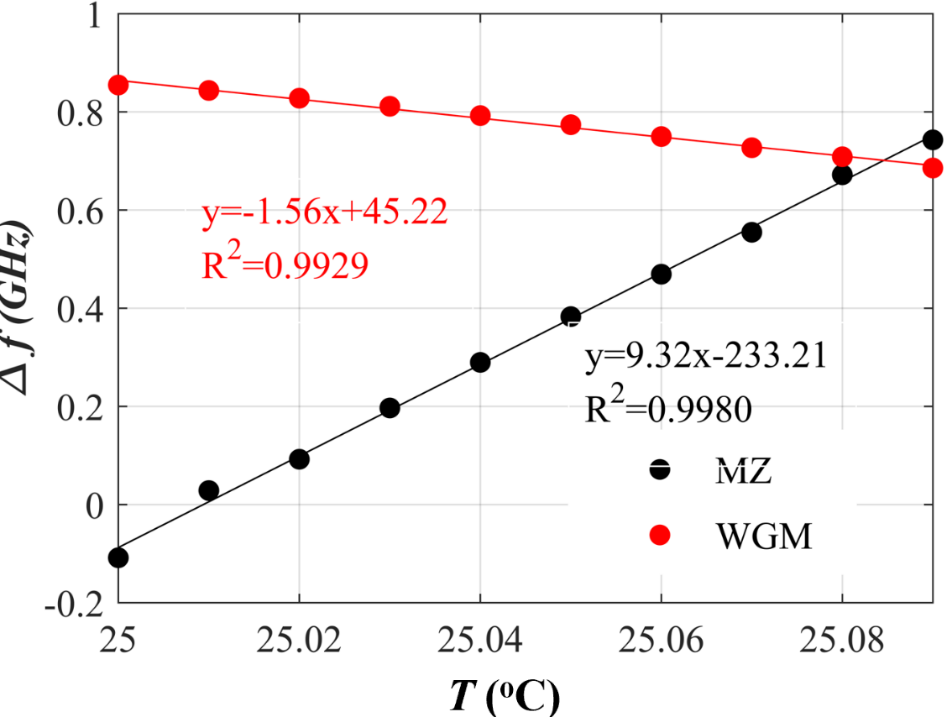 1
0.8
0.6
0.4
0.2
0
-0.2
Δ f (GHz)
y=-1.56x+45.22
R²=0.9929
y=9.32x-233.21
R²=0.9980
MZ
WGM
25
25.02
25.04
25.06
25.08
T (ºC)